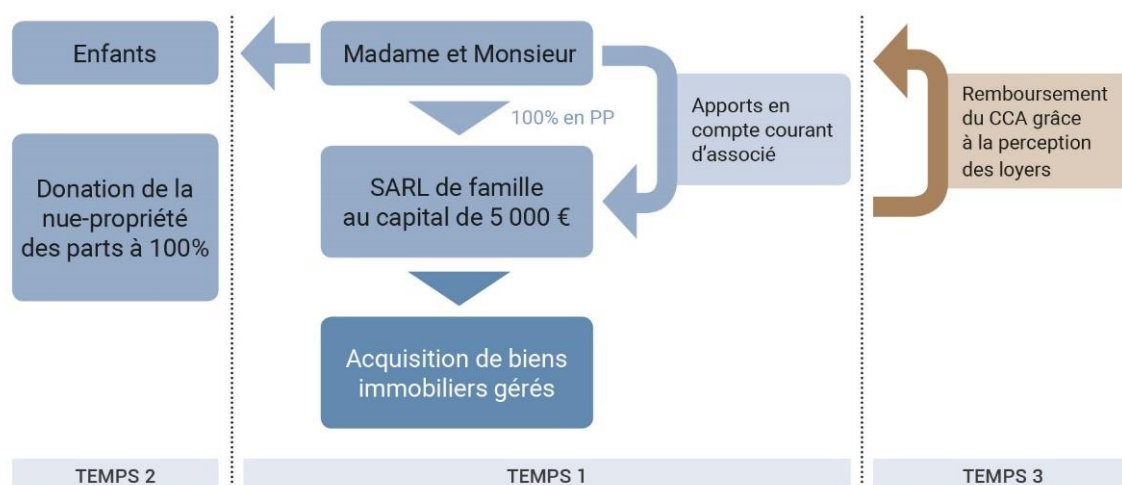 Enfants
Donation de la
nue-propriété
des parts à 100%
TEMPS 2
Madame et Monsieur
100% en PP
SARL de famille
au capital de 5 000 €
Acquisition de biens
immobiliers gérés
Apports en
compte courant
d’associé
TEMPS 1
Remboursement
du CCA grâce
à la perception
des loyers
TEMPS 3